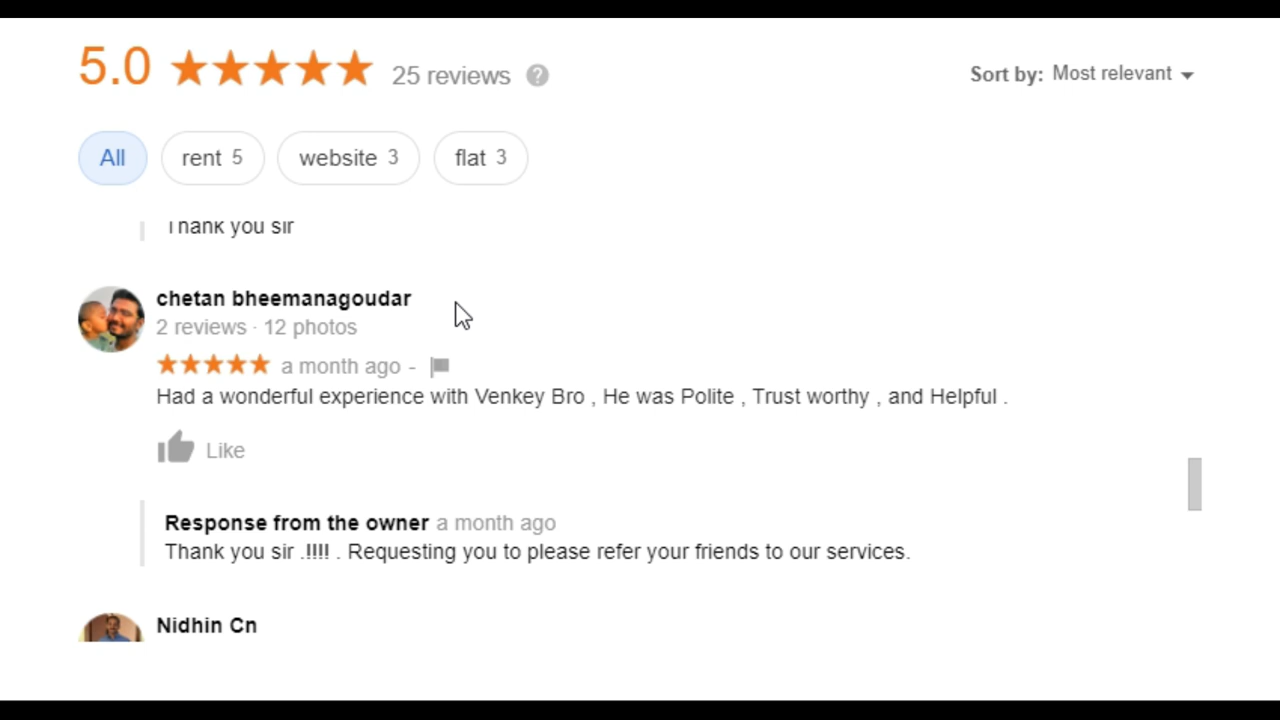 5.0 25 reviews ?
Sort by: Most relevant
All rent 5 website 3 flat 3
Thank you sir
chetan bheemanagoudar
2 reviews · 12 photos
a month ago -
Had a wonderful experience with Venkey Bro , He was Polite , Trust worthy , and Helpful .
Like
Response from the owner a month ago
Thank you sir .!!!! . Requesting you to please refer your friends to our services.
Nidhin Cn